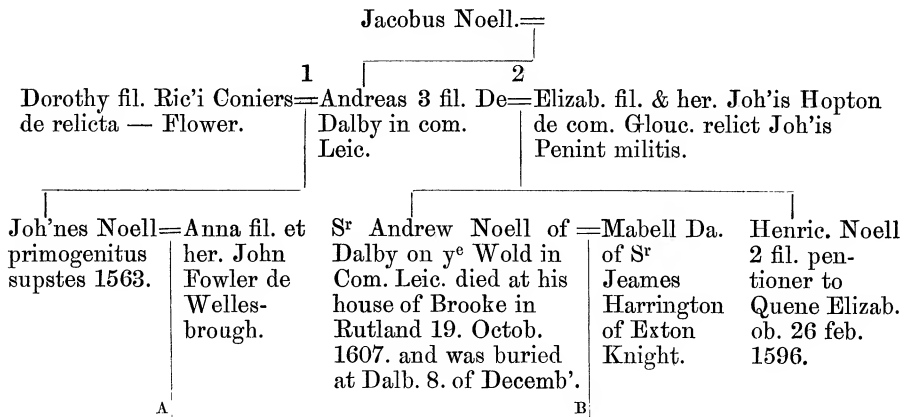 Jacobus Noell.=
1 2
Dorothy fil. Ric'i Coniers=Andreas 3 fil. De=Elizab. fil. & her. Joh'is Hopton
de relicta — Flower.
Dalby in com.
Leic.
de com. Glouc. relict Joh'is
Penint militis.
Joh'nes Noell=
primogenitus
supstes 1563.
Anna fil. et
her. John
Fowler de
Welles-
brough.
Sr Andrew Noell of =
Dalby on ye Wold in
Com. Leic. died at his
house of Brooke in
Rutland 19. Octob.
1607. and was buried
at Dalb. 8. of Decemb'.
Mabell Da.
of Sr
Jeames
Harrington
of Exton
Knight.
Henric. Noell
2 fil. pen-
tioner to
Quene Elizab.
ob. 26 feb.
1596.
A B